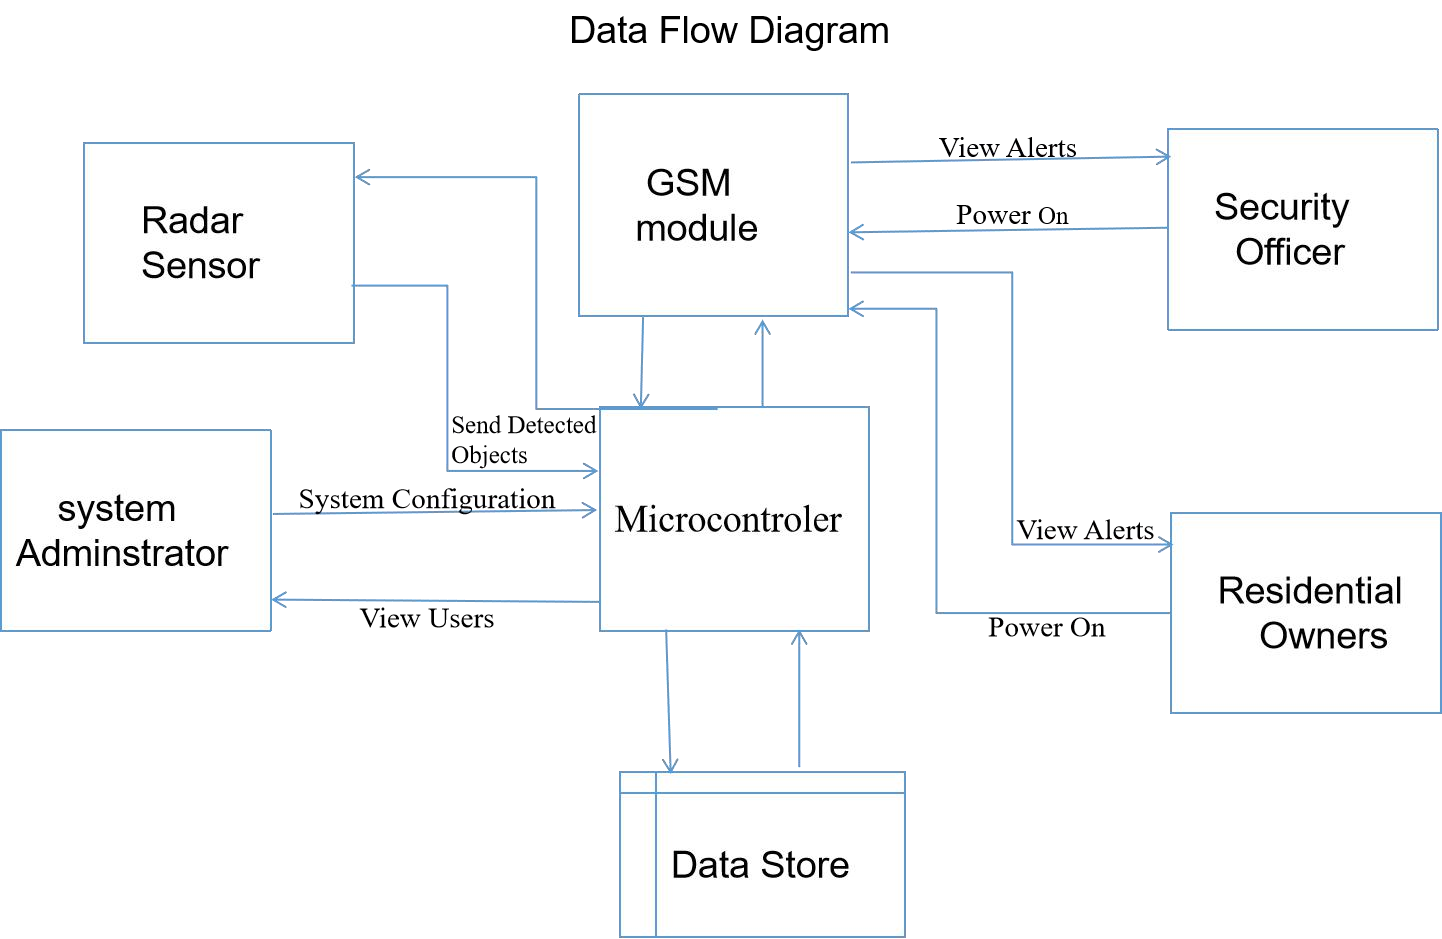 Data Flow Diagram
GSM
module
View Alerts
Power On
Security
Officer
Radar
Sensor
Send Detected
Objects
system
Adminstrator
System Configuration
View Users
Microcontroler
View Alerts
Power On
Residential
Owners
Data Store